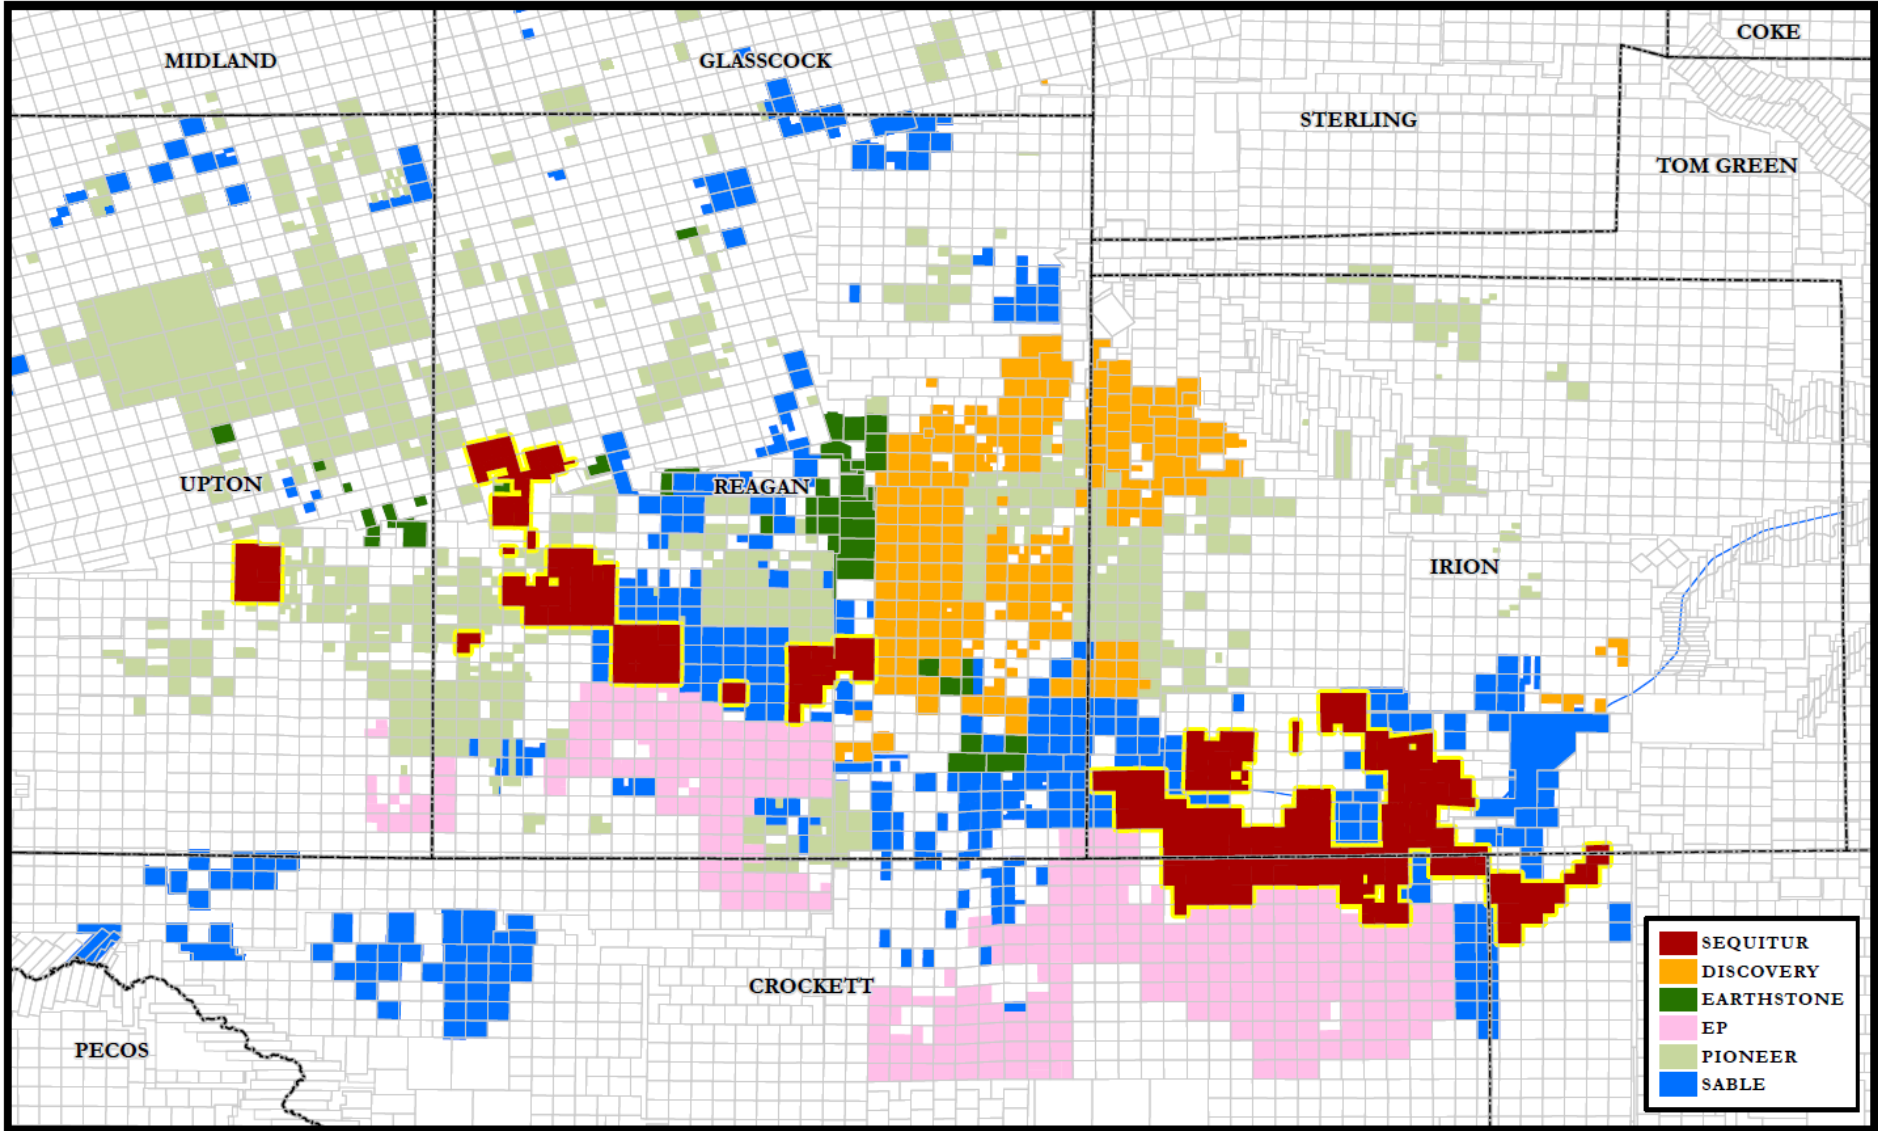 COKE
MIDLAND
GLASSCOCK
STERLING
TOM GREEN
UPTON
REAGAN
IRION
CROCKETT
PECOS
SEQUITUR
DISCOVERY
EARTHSTONE
EP
PIONEER
SABLE